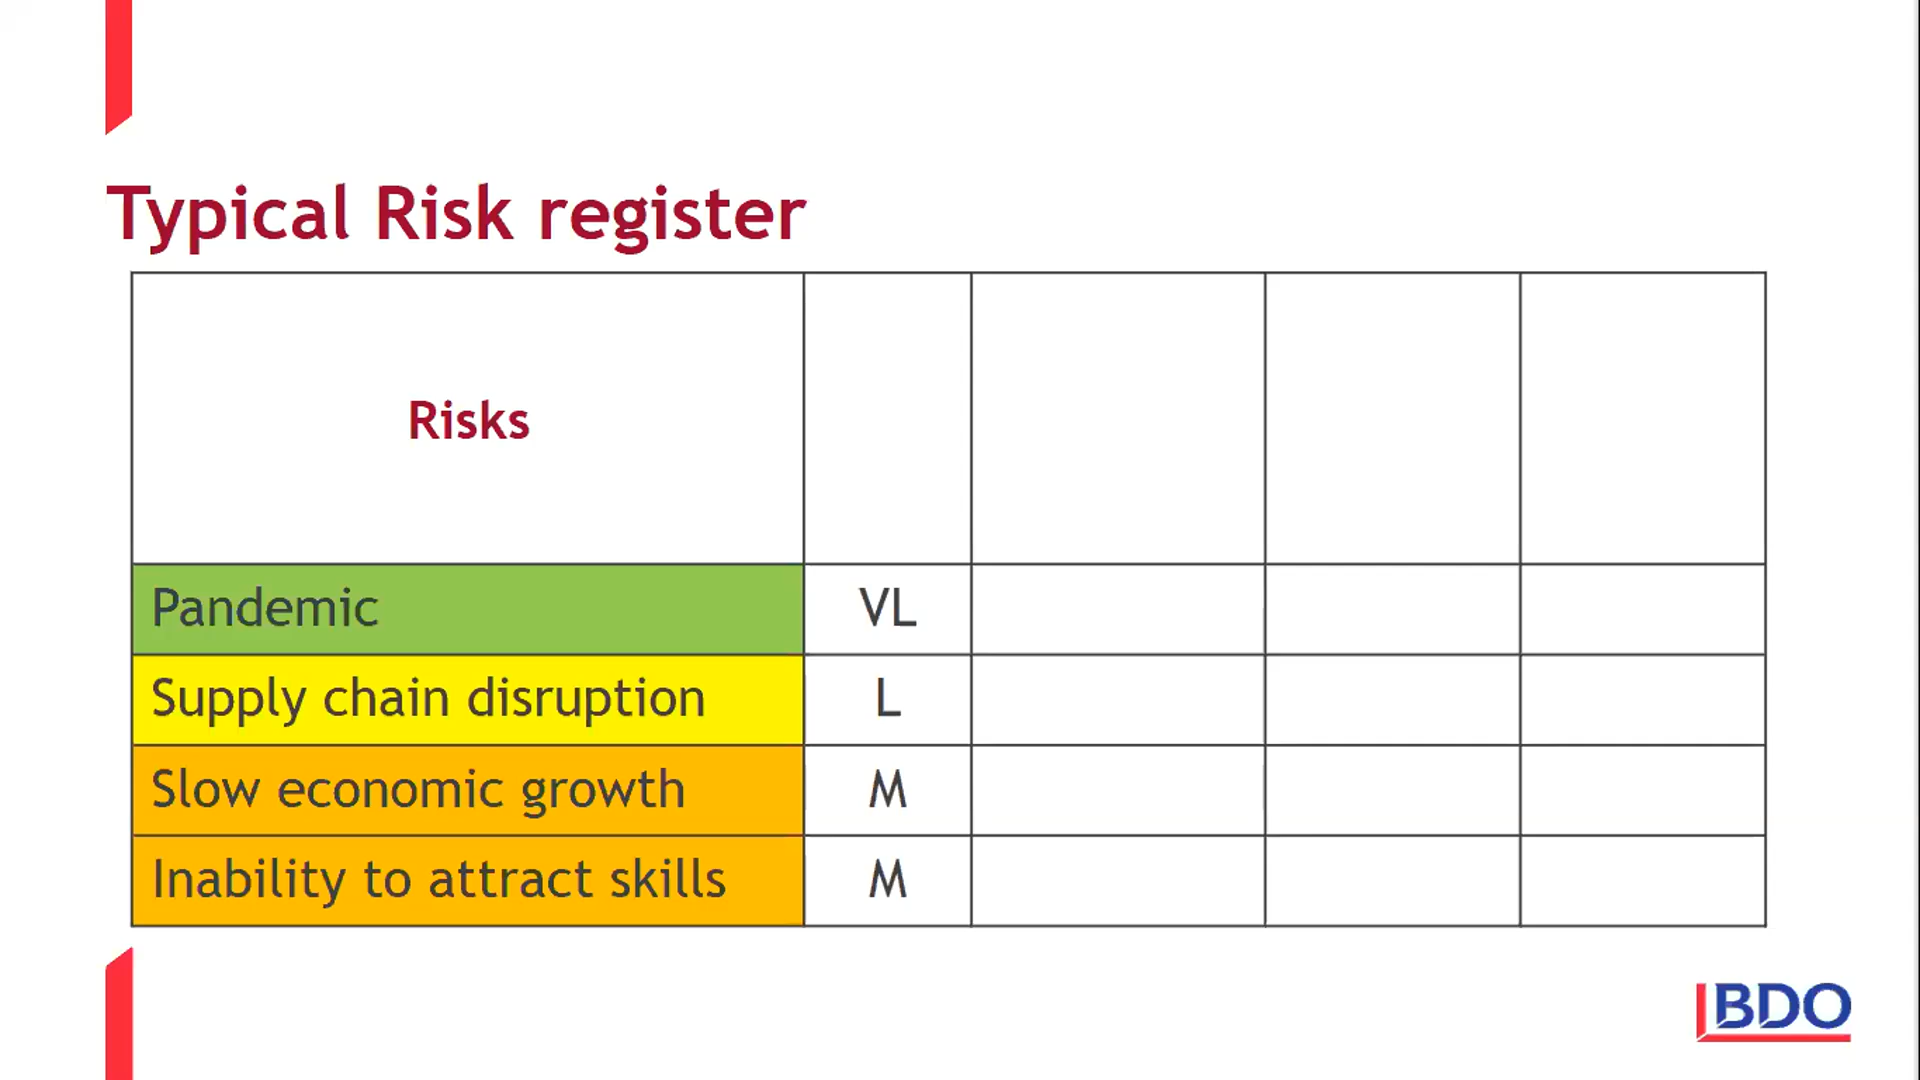 Typical Risk register
Risks
Pandemic VL
Supply chain disruption L
Slow economic growth M
Inability to attract skills M
BDO